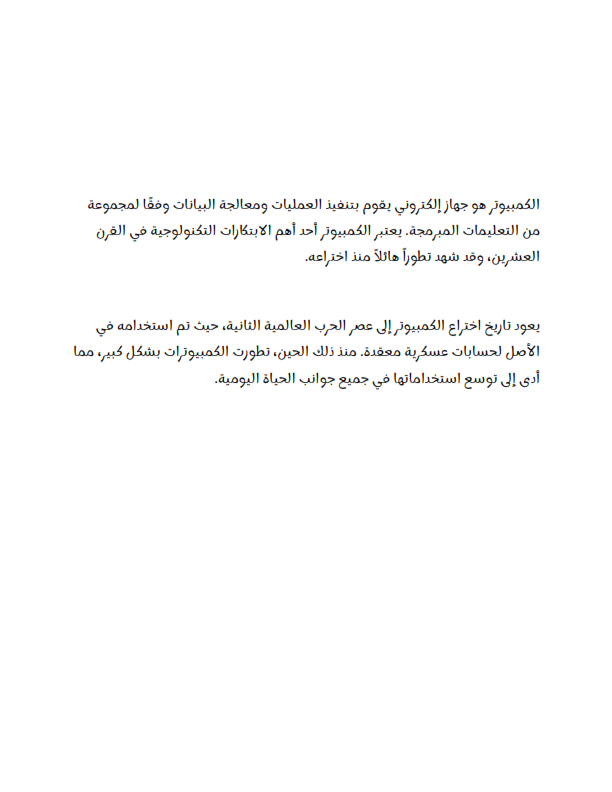 الكمبيوتر هو جهاز إلكتروني يقوم بتنفيذ العمليات ومعالجة البيانات وفقًا لمجموعة
من التعليمات المبرمجة. يعتبر الكمبيوتر أحد أهم الابتكارات التكنولوجية في القرن
العشرين، وقد شهد تطوراً هائلاً منذ اختراعه.
يعود تاريخ اختراع الكمبيوتر إلى عصر الحرب العالمية الثانية، حيث تم استخدامه في
الأصل لحسابات عسكرية معقدة. منذ ذلك الحين، تطورت الكمبيوترات بشكل كبير، مما
أدى إلى توسع استخداماتها في جميع جوانب الحياة اليومية.